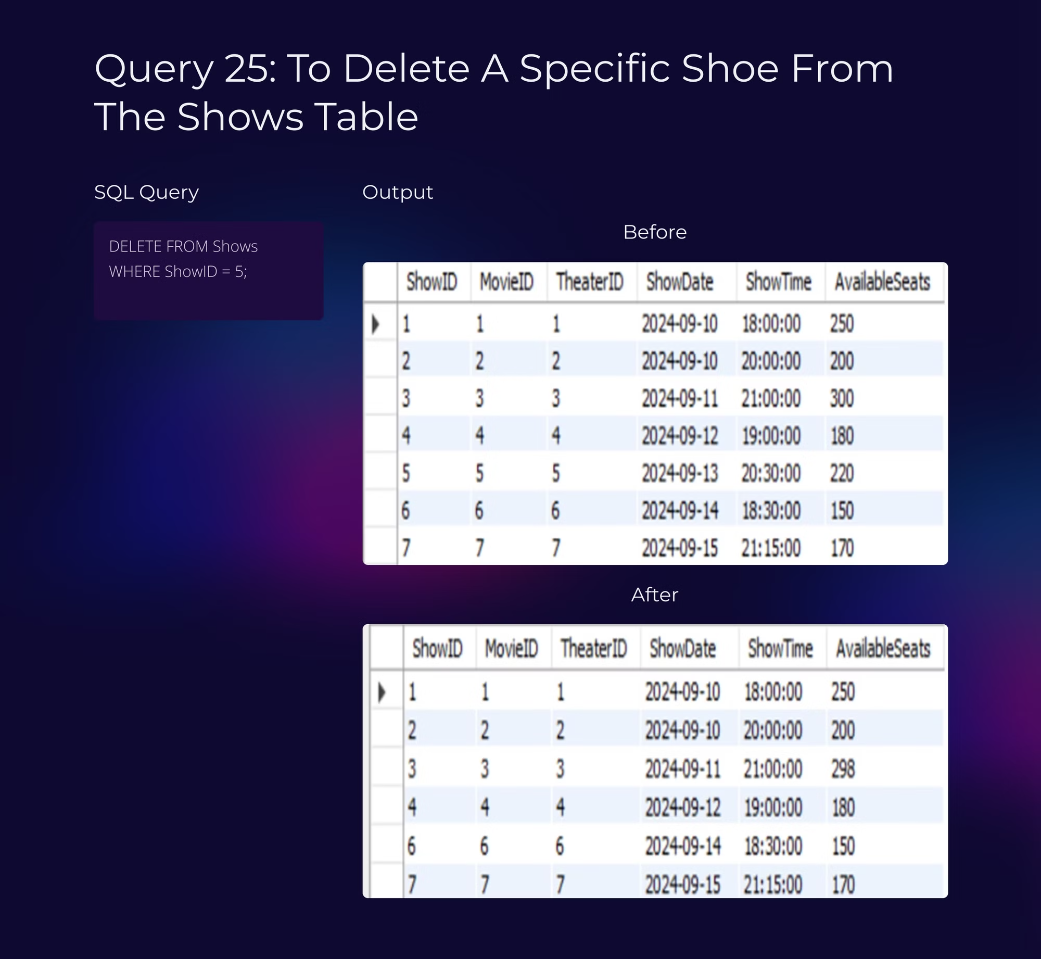 Query 25: To Delete A Specific Shoe From
The Shows Table
SQL Query
DELETE FROM Shows
WHERE ShowID = 5;
Output
Before
ShowID MovieID TheaterID ShowDate ShowTime AvailableSeats
1 1 1 2024-09-10 18:00:00 250
2 2 2 2024-09-10 20:00:00 200
3 3 3 2024-09-11 21:00:00 300
4 4 4 2024-09-12 19:00:00 180
5 5 5 2024-09-13 20:30:00 220
6 6 6 2024-09-14 18:30:00 150
7 7 7 2024-09-15 21:15:00 170
After
ShowID MovieID TheaterID ShowDate ShowTime AvailableSeats
1 1 1 2024-09-10 18:00:00 250
2 2 2 2024-09-10 20:00:00 200
3 3 3 2024-09-11 21:00:00 298
4 4 4 2024-09-12 19:00:00 180
6 6 6 2024-09-14 18:30:00 150
7 7 7 2024-09-15 21:15:00 170